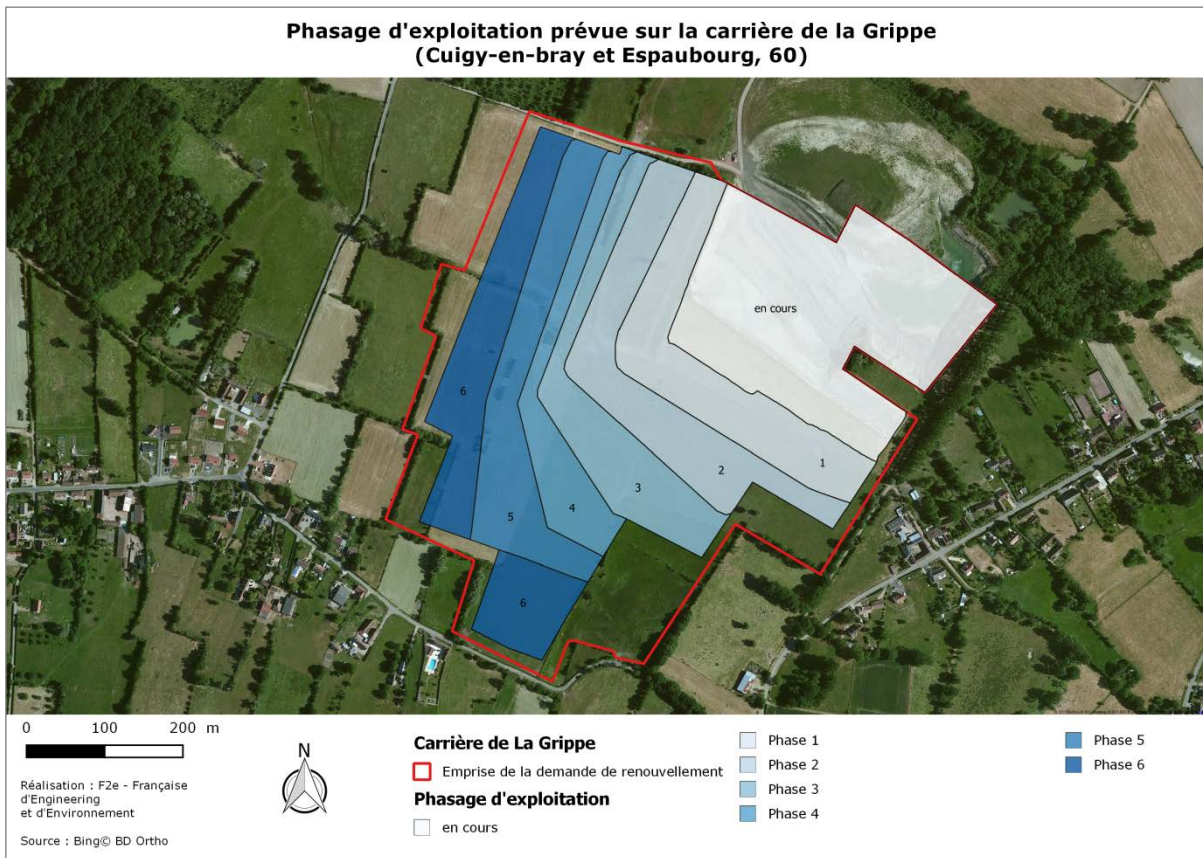 Phasage d'exploitation prévue sur la carrière de la Grippe
(Cuigy-en-bray et Espaubourg, 60)
en cours
6
1
2
3
5
4
6
0 100 200 m
Réalisation : F2e - Française
d'Engineering
et d'Environnement
Source : Bing© BD Ortho
N
Carrière de La Grippe
Emprise de la demande de renouvellement
Phasage d'exploitation
en cours
Phase 1
Phase 2
Phase 3
Phase 4
Phase 5
Phase 6